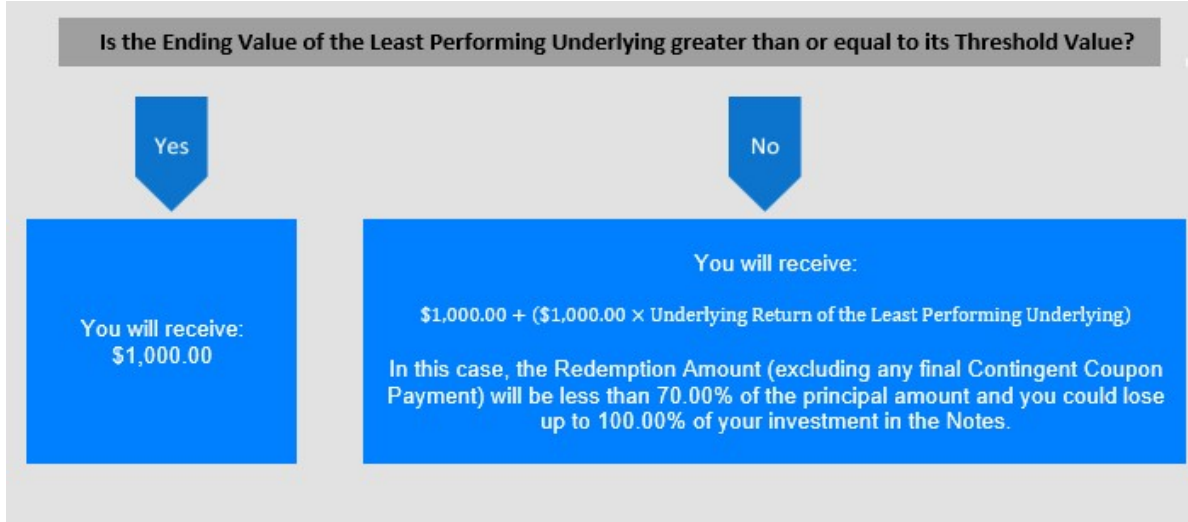 Is the Ending Value of the Least Performing Underlying greater than or equal to its Threshold Value?
Yes
No
You will receive:
$1,000.00
You will receive:
$1,000.00 + ($1,000.00 × Underlying Return of the Least Performing Underlying)
In this case, the Redemption Amount (excluding any final Contingent Coupon
Payment) will be less than 70.00% of the principal amount and you could lose
up to 100.00% of your investment in the Notes.